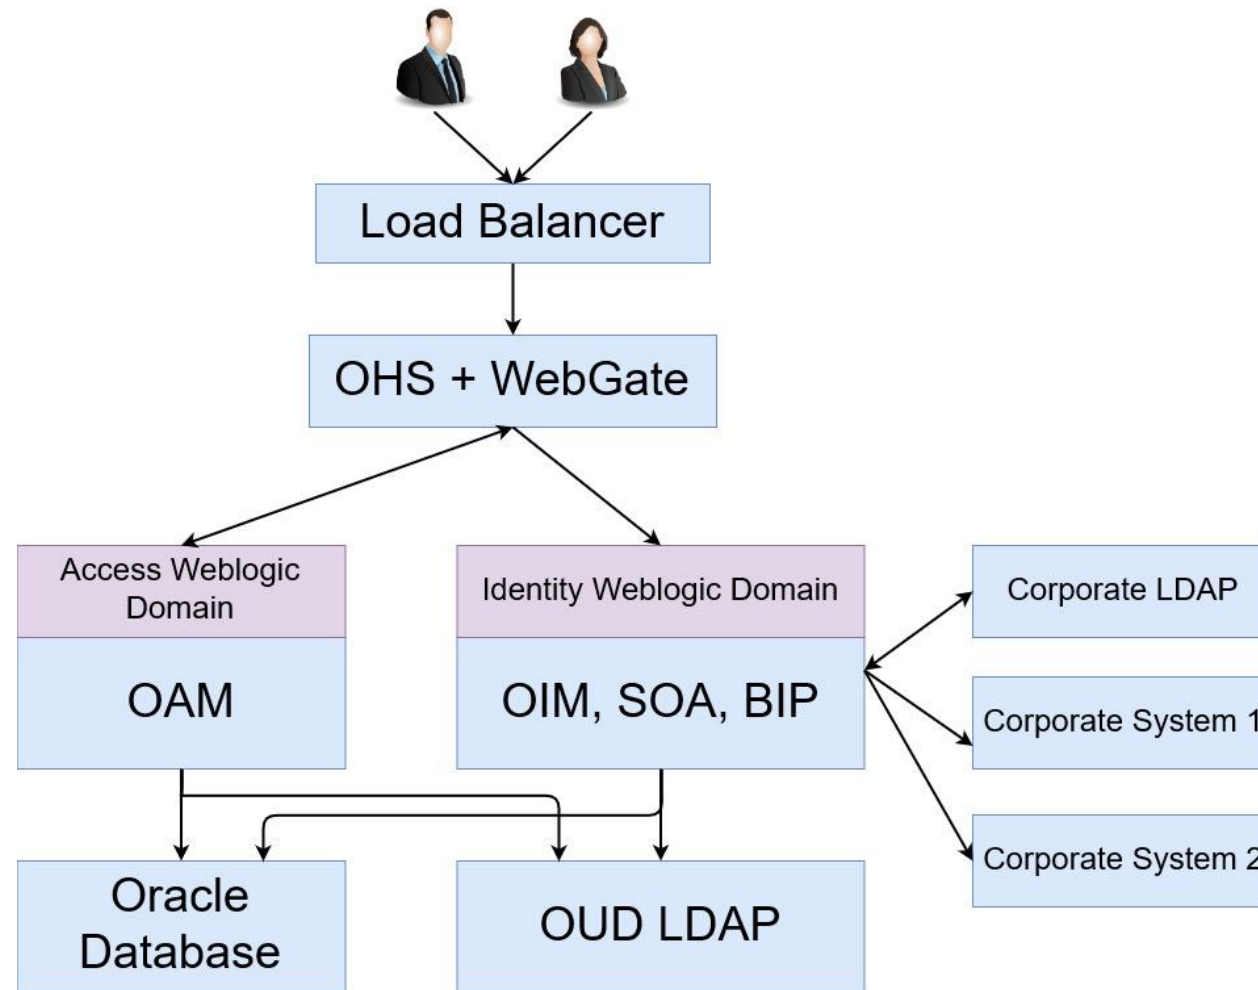 Load Balancer
OHS + WebGate
Access Weblogic
Domain
Identity Weblogic Domain
Corporate LDAP
OAM
OIM, SOA, BIP
Corporate System 1
Corporate System 2
Oracle
Database
OUD LDAP